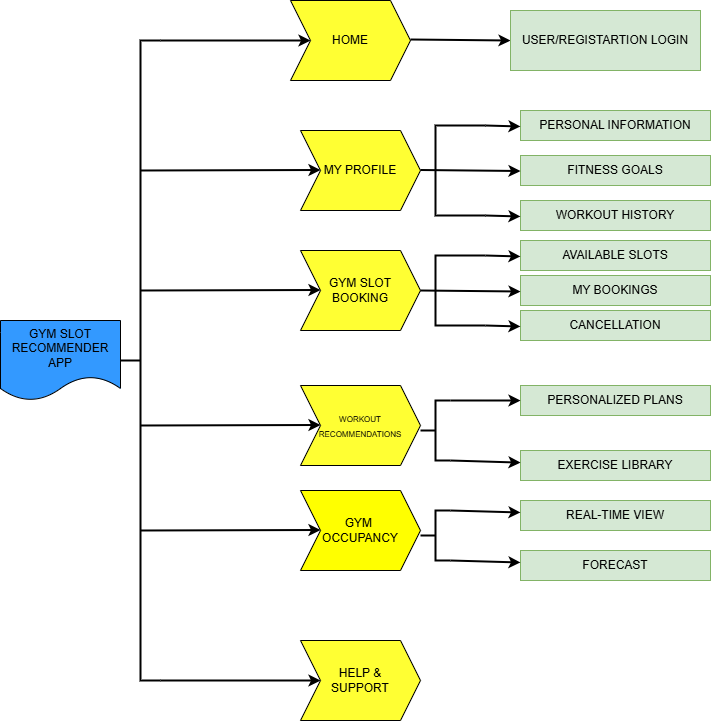 HOME
USER/REGISTARTION LOGIN
PERSONAL INFORMATION
MY PROFILE
FITNESS GOALS
WORKOUT HISTORY
AVAILABLE SLOTS
GYM SLOT
BOOKING
MY BOOKINGS
CANCELLATION
GYM SLOT
RECOMMENDER
APP
PERSONALIZED PLANS
WORKOUT
RECOMMENDATIONS
EXERCISE LIBRARY
REAL-TIME VIEW
GYM
OCCUPANCY
FORECAST
HELP &
SUPPORT